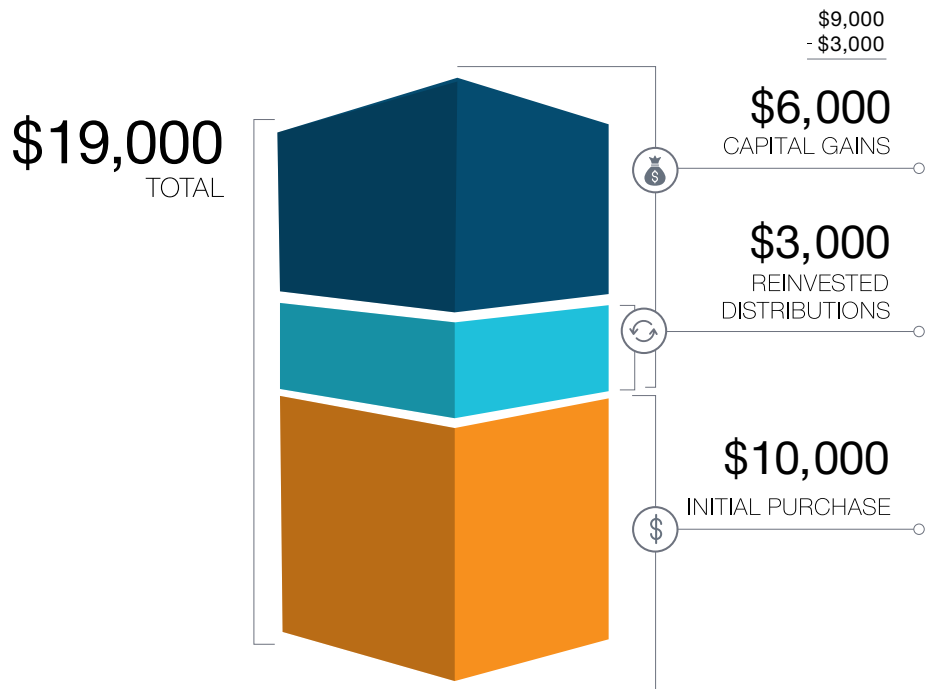 $19,000
TOTAL
$9,000
- $3,000
$6,000
CAPITAL GAINS
$
$3,000
REINVESTED
DISTRIBUTIONS
$10,000
INITIAL PURCHASE
$